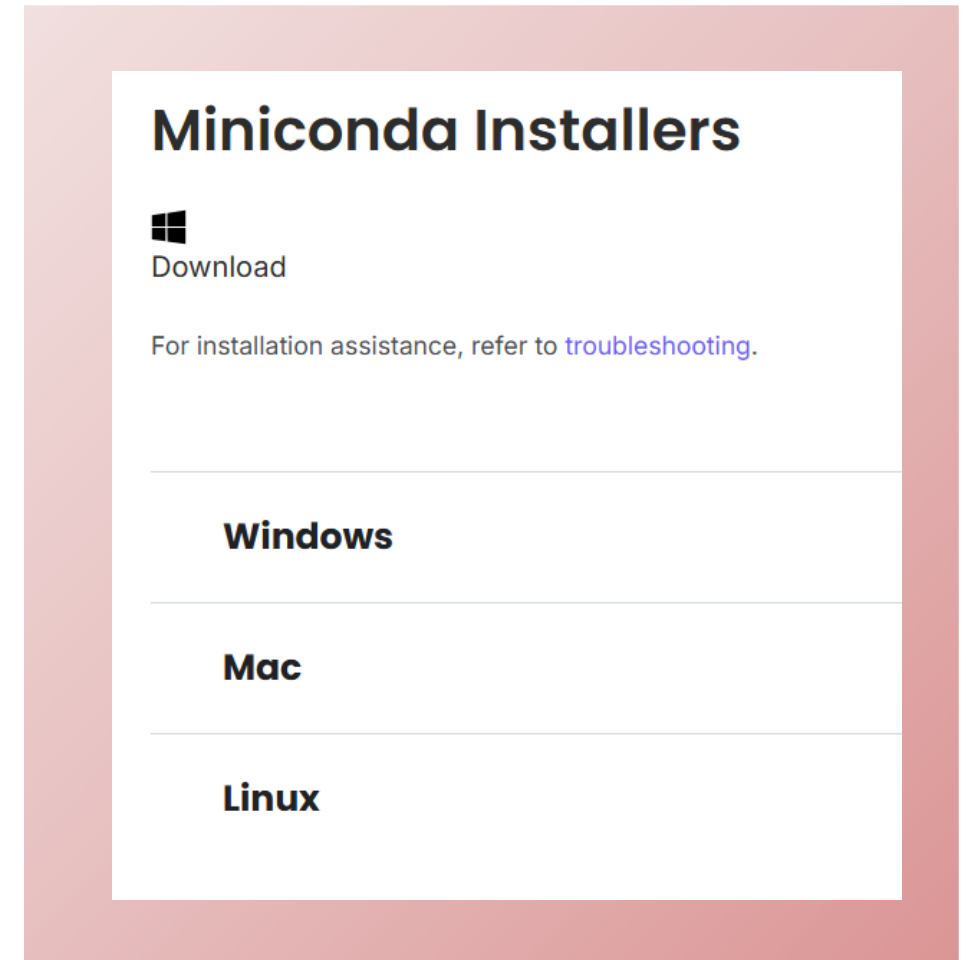 Miniconda Installers
Download
For installation assistance, refer to troubleshooting.
Windows
Mac
Linux